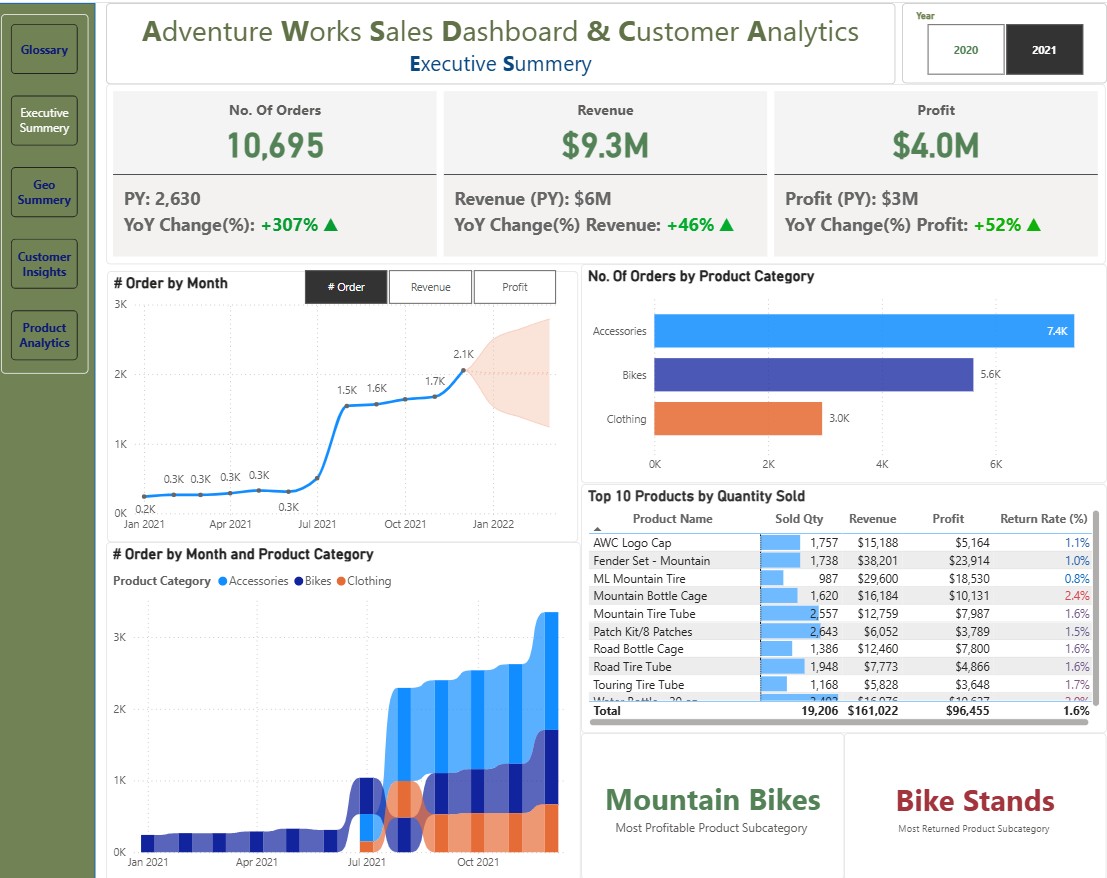 Glossary
Executive
Summery
Geo
Summery
Customer
Insights
Product
Analytics
Adventure Works Sales Dashboard & Customer Analytics
Executive Summery
Year
2020
2021
No. Of Orders
10,695
PY: 2,630
YoY Change(%): +307% ▲
Revenue
$9.3M
Revenue (PY): $6M
YoY Change(%) Revenue: +46% ▲
Profit
$4.0M
Profit (PY): $3M
YoY Change(%) Profit: +52% ▲
# Order by Month
# Order
Revenue
Profit
3K
2K
1K
0K
0.2K
0.3K
0.3K
0.3K
0.3K
0.3K
1.5K
1.6K
1.7K
2.1K
Jan 2021
Apr 2021
Jul 2021
Oct 2021
Jan 2022
No. Of Orders by Product Category
Accessories 7.4K
Bikes 5.6K
Clothing 3.0K
0K 2K 4K 6K
# Order by Month and Product Category
Product Category Accessories Bikes Clothing
3K
2K
1K
0K
Jan 2021
Apr 2021
Jul 2021
Oct 2021
Top 10 Products by Quantity Sold
Product Name Sold Qty Revenue Profit Return Rate (%)
AWC Logo Cap 1,757 $15,188 $5,164 1.1%
Fender Set - Mountain 1,738 $38,201 $23,914 1.0%
ML Mountain Tire 987 $29,600 $18,530 0.8%
Mountain Bottle Cage 1,620 $16,184 $10,131 2.4%
Mountain Tire Tube 2,557 $12,759 $7,987 1.6%
Patch Kit/8 Patches 2,643 $6,052 $3,789 1.5%
Road Bottle Cage 1,386 $12,460 $7,800 1.6%
Road Tire Tube 1,948 $7,773 $4,866 1.6%
Touring Tire Tube 1,168 $5,828 $3,648 1.7%
Water Bottle - 30 oz.
Total 19,206 $161,022 $96,455 1.6%
Mountain Bikes
Most Profitable Product Subcategory
Bike Stands
Most Returned Product Subcategory